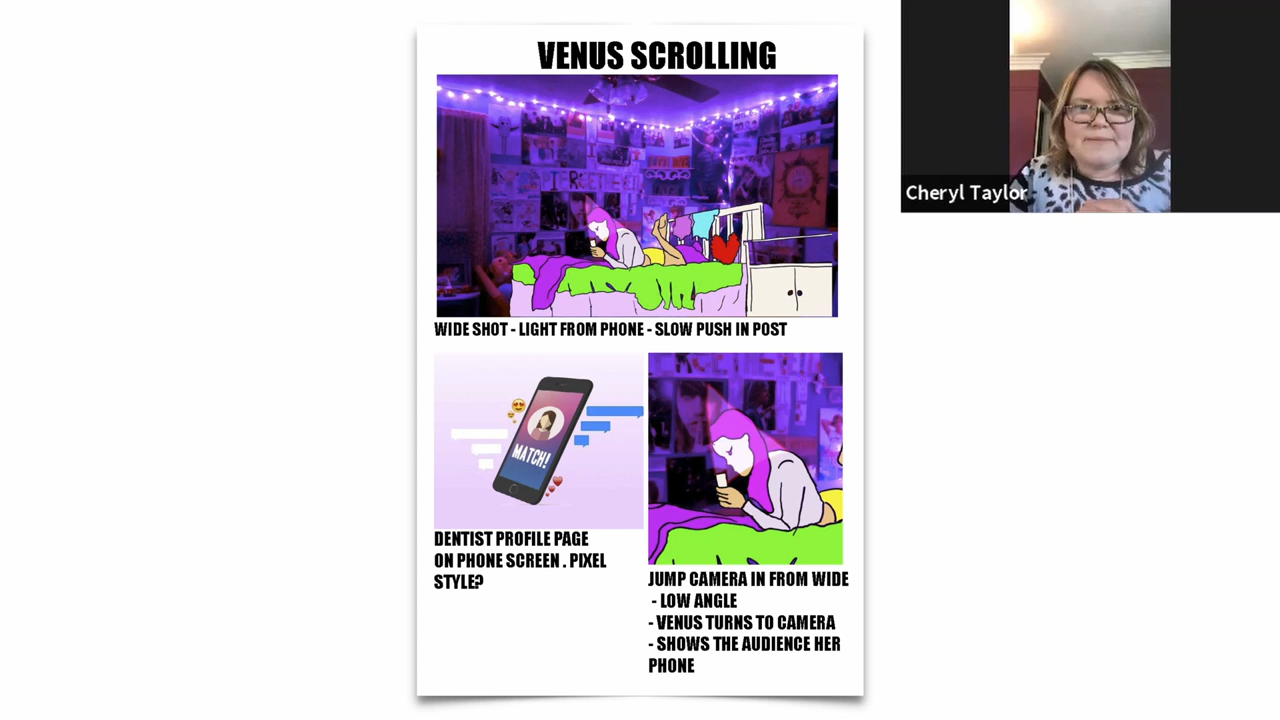 VENUS SCROLLING
Cheryl Taylor
WIDE SHOT - LIGHT FROM PHONE - SLOW PUSH IN POST
MATCH!
DENTIST PROFILE PAGE
ON PHONE SCREEN . PIXEL
STYLE?
JUMP CAMERA IN FROM WIDE
- LOW ANGLE
- VENUS TURNS TO CAMERA
- SHOWS THE AUDIENCE HER
PHONE